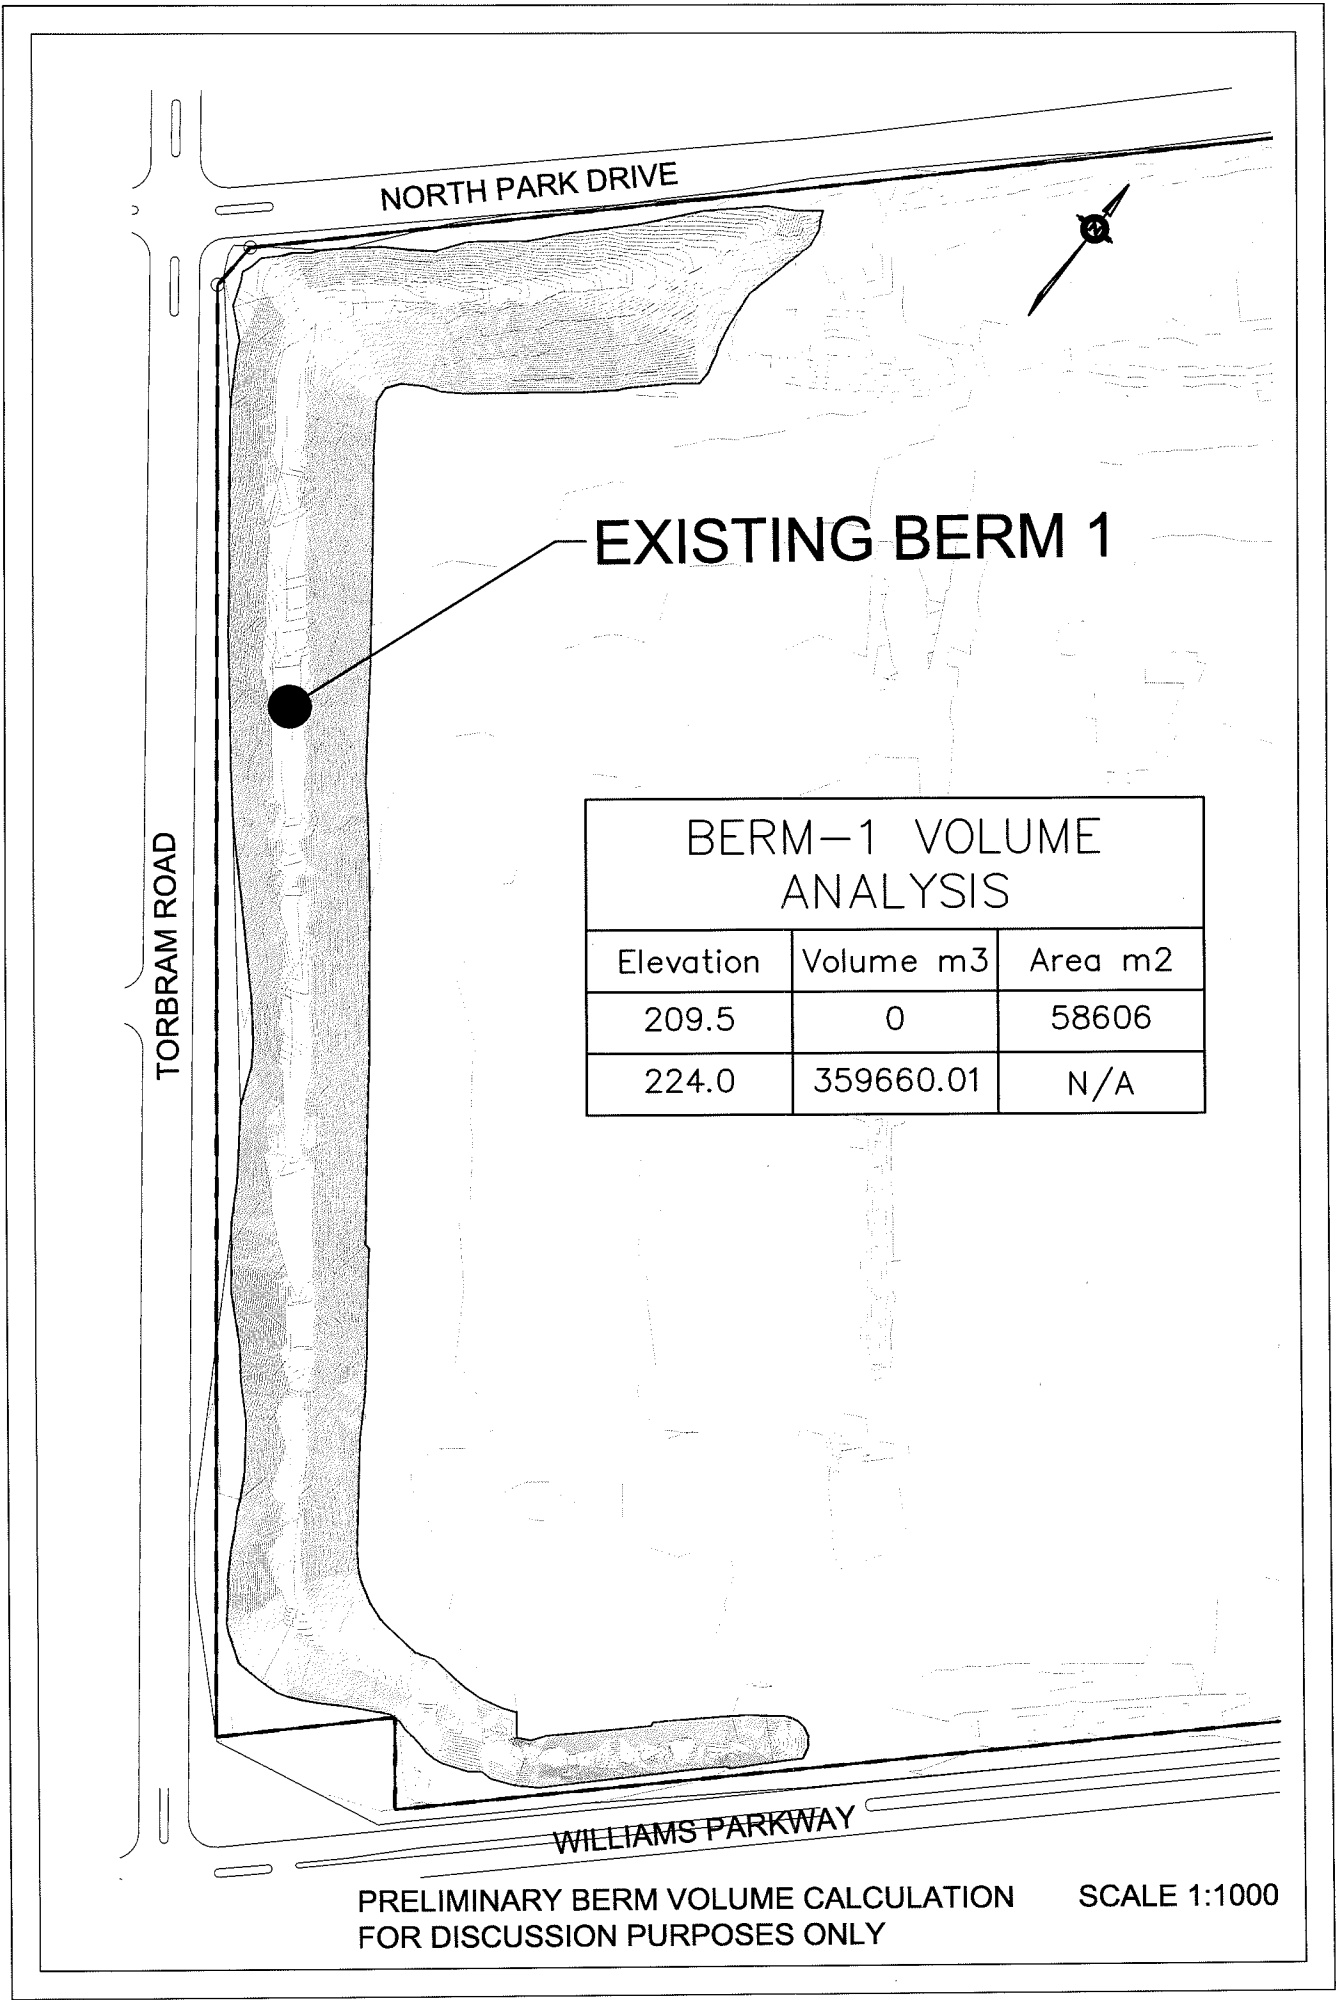 NORTH PARK DRIVE
EXISTING BERM 1
TORBRAM ROAD
BERM-1 VOLUME
ANALYSIS
Elevation Volume m3 Area m2
209.5 0 58606
224.0 359660.01 N/A
WILLIAMS PARKWAY
PRELIMINARY BERM VOLUME CALCULATION SCALE 1:1000
FOR DISCUSSION PURPOSES ONLY